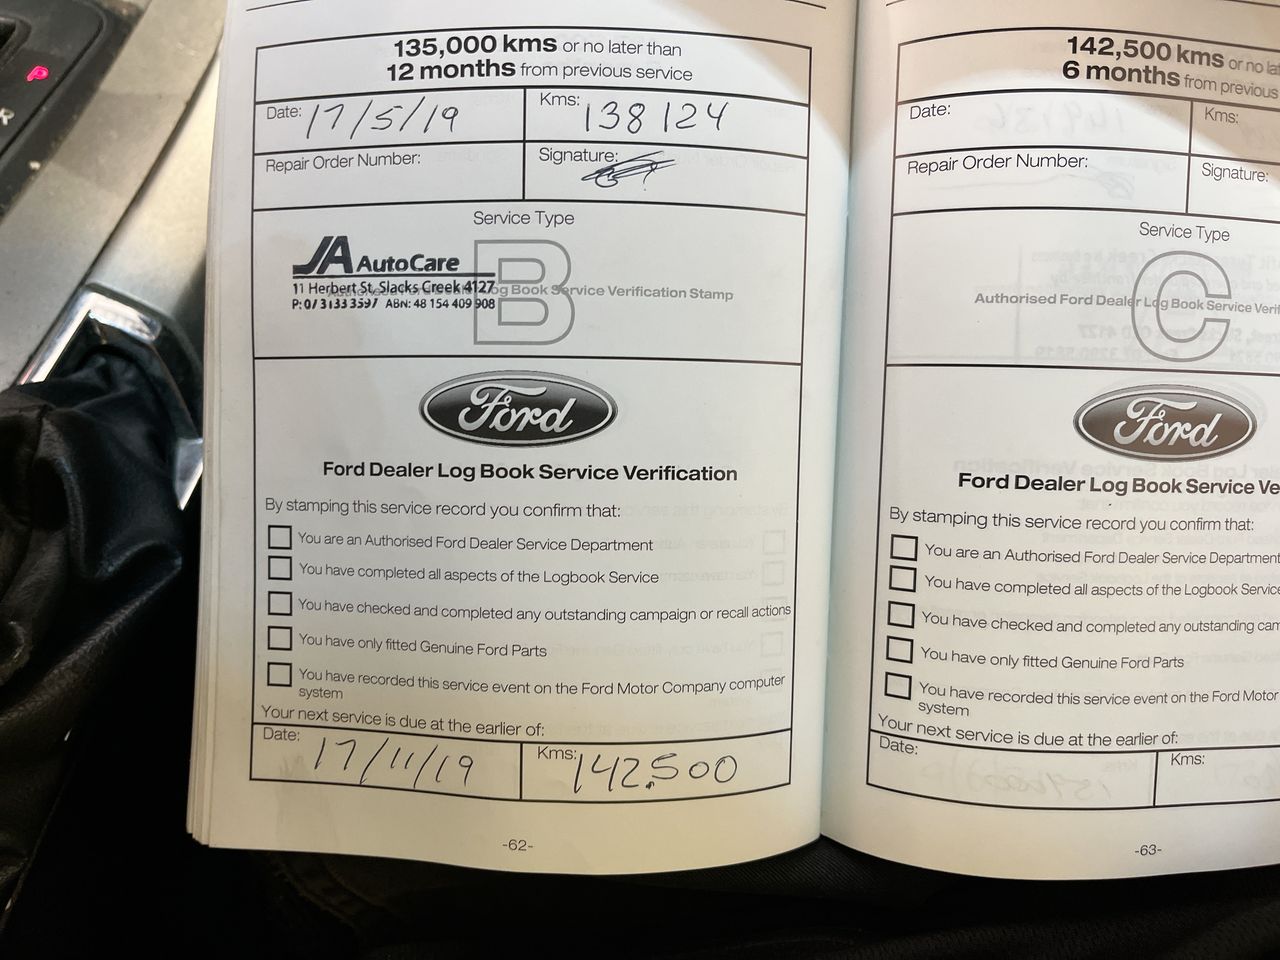 P
R
135,000 kms or no later than
12 months from previous service
Date: 17/5/19
Kms: 138124
Repair Order Number:
Signature:
Service Type
B
JA AutoCare
11 Herbert St, Slacks Creek 4127
P: 07 3133 3597 ABN: 48 154 409 908
Log Book Service Verification Stamp
Ford
Ford Dealer Log Book Service Verification
By stamping this service record you confirm that:
You are an Authorised Ford Dealer Service Department
You have completed all aspects of the Logbook Service
You have checked and completed any outstanding campaign or recall actions
You have only fitted Genuine Ford Parts
You have recorded this service event on the Ford Motor Company computer
system
Your next service is due at the earlier of:
Date: 17/11/19
Kms: 142.500
-62-
142,500 kms or no la
6 months from previous
Date:
Kms:
Repair Order Number:
Signature:
Service Type
C
Authorised Ford Dealer Log Book Service Verif
Ford
Ford Dealer Log Book Service Ve
By stamping this service record you confirm that:
You are an Authorised Ford Dealer Service Department
You have completed all aspects of the Logbook Service
You have checked and completed any outstanding cam
You have only fitted Genuine Ford Parts
You have recorded this service event on the Ford Motor
system
Your next service is due at the earlier of:
Date:
Kms:
-63-